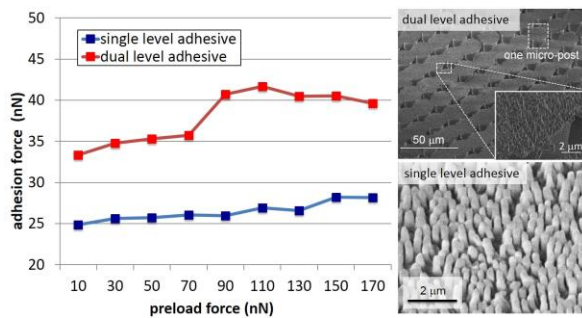 50
45
40
35
30
25
20
adhesion force (nN)
single level adhesive
dual level adhesive
10 30 50 70 90 110 130 150 170
preload force (nN)
dual level adhesive
one micro-post
50 μm
2 μm
single level adhesive
2 μm